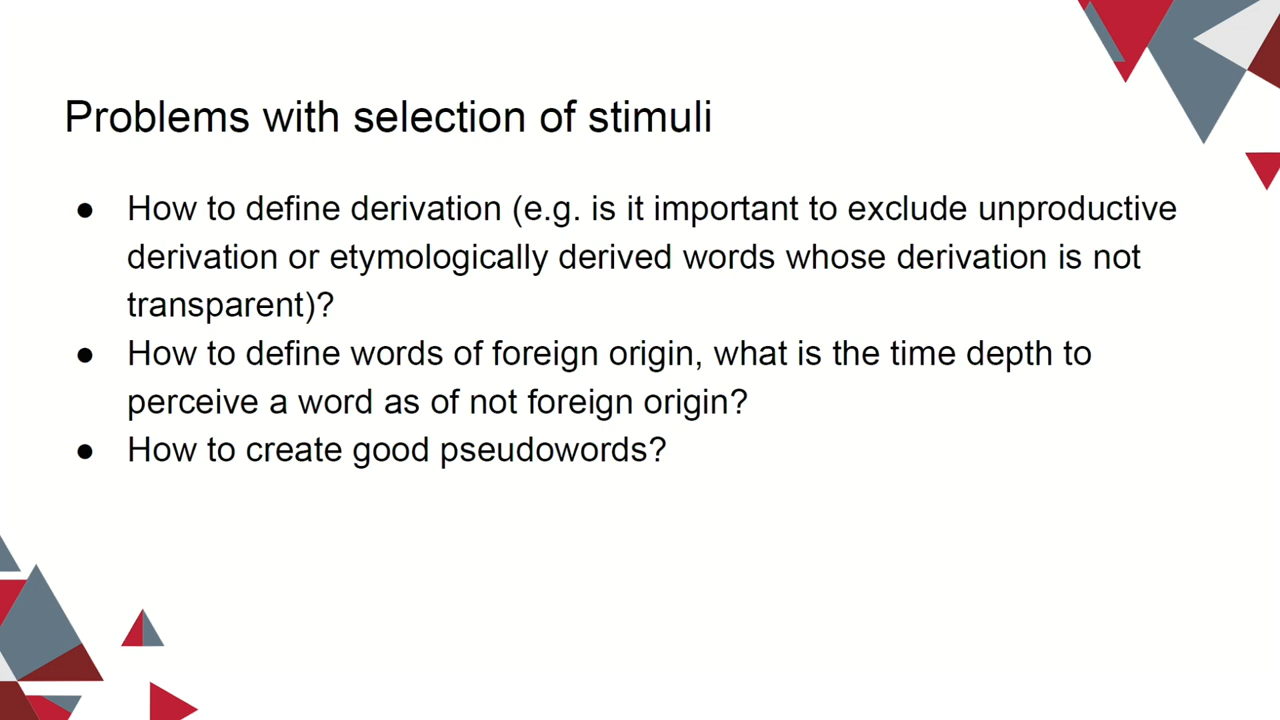 Problems with selection of stimuli
● How to define derivation (e.g. is it important to exclude unproductive
derivation or etymologically derived words whose derivation is not
transparent)?
● How to define words of foreign origin, what is the time depth to
perceive a word as of not foreign origin?
● How to create good pseudowords?